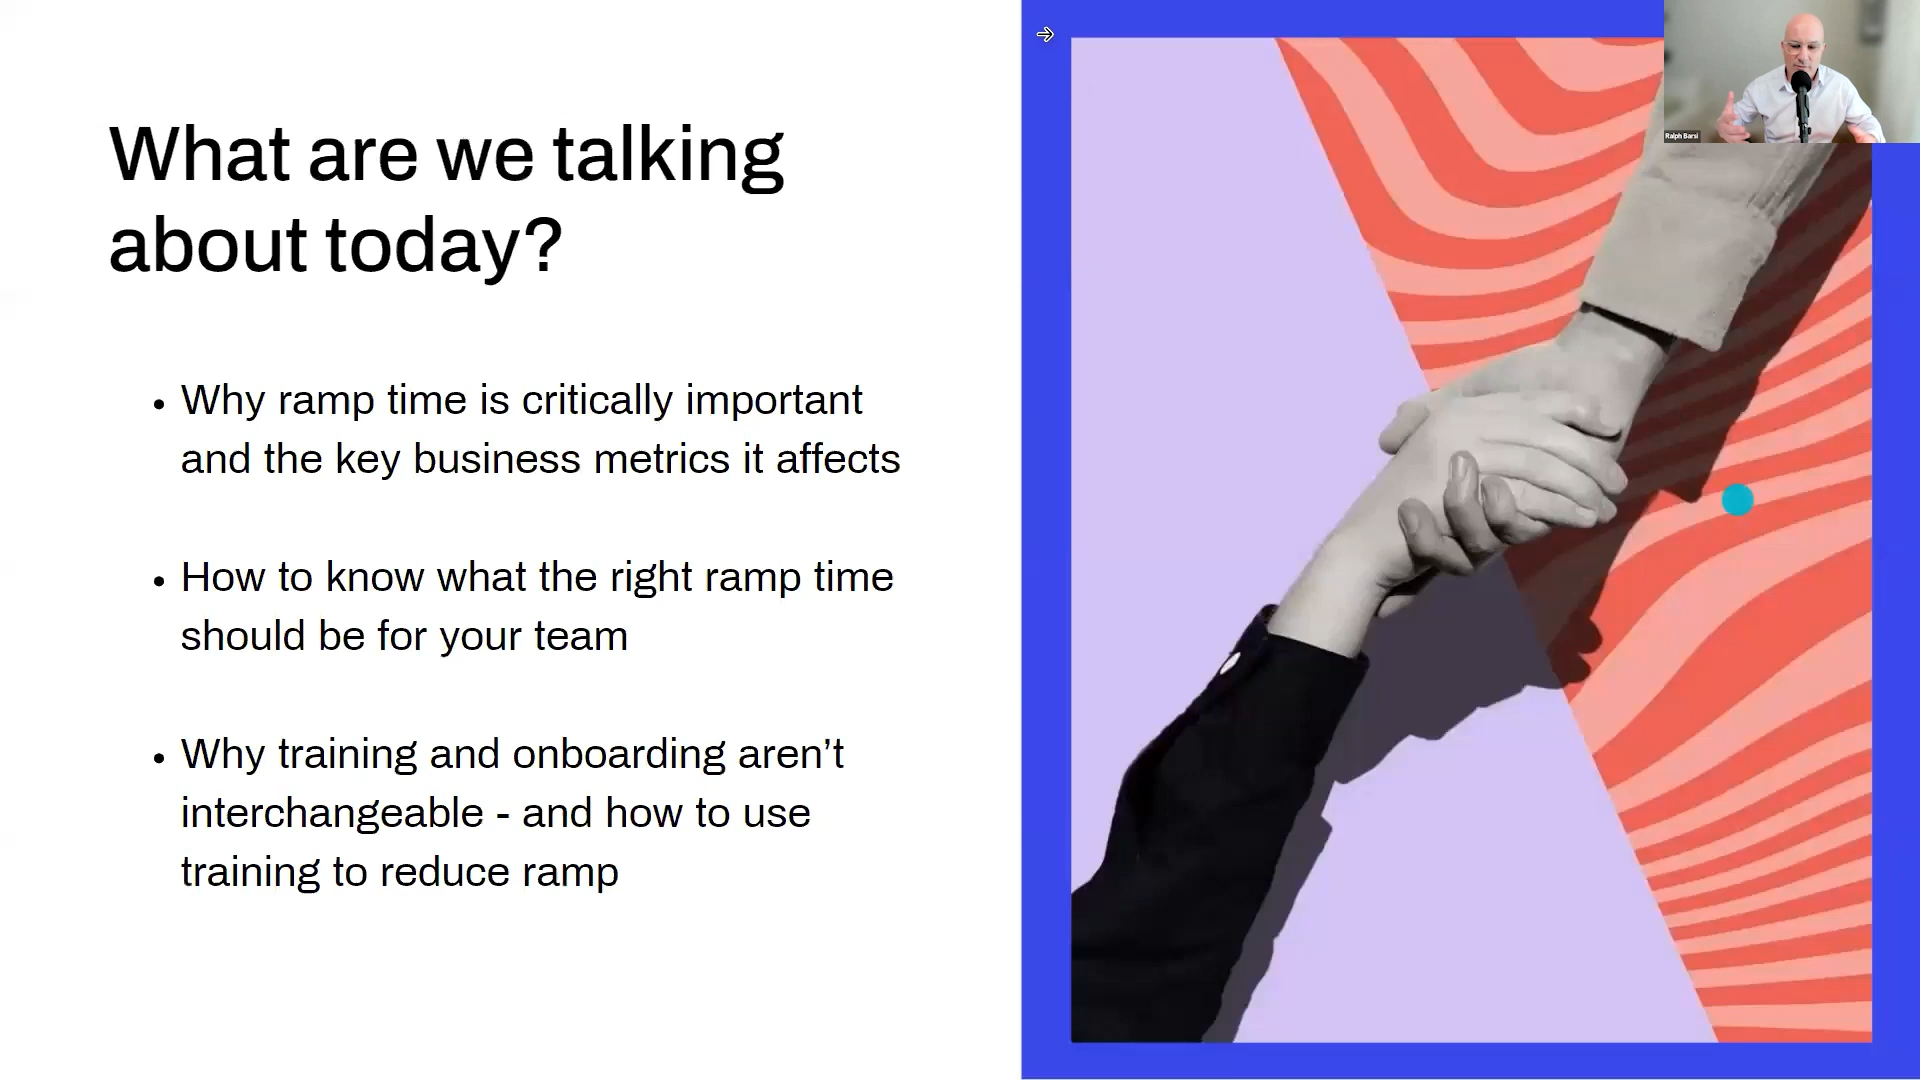 What are we talking
about today?
• Why ramp time is critically important
and the key business metrics it affects
• How to know what the right ramp time
should be for your team
• Why training and onboarding aren’t
interchangeable - and how to use
training to reduce ramp
Ralph Barsi